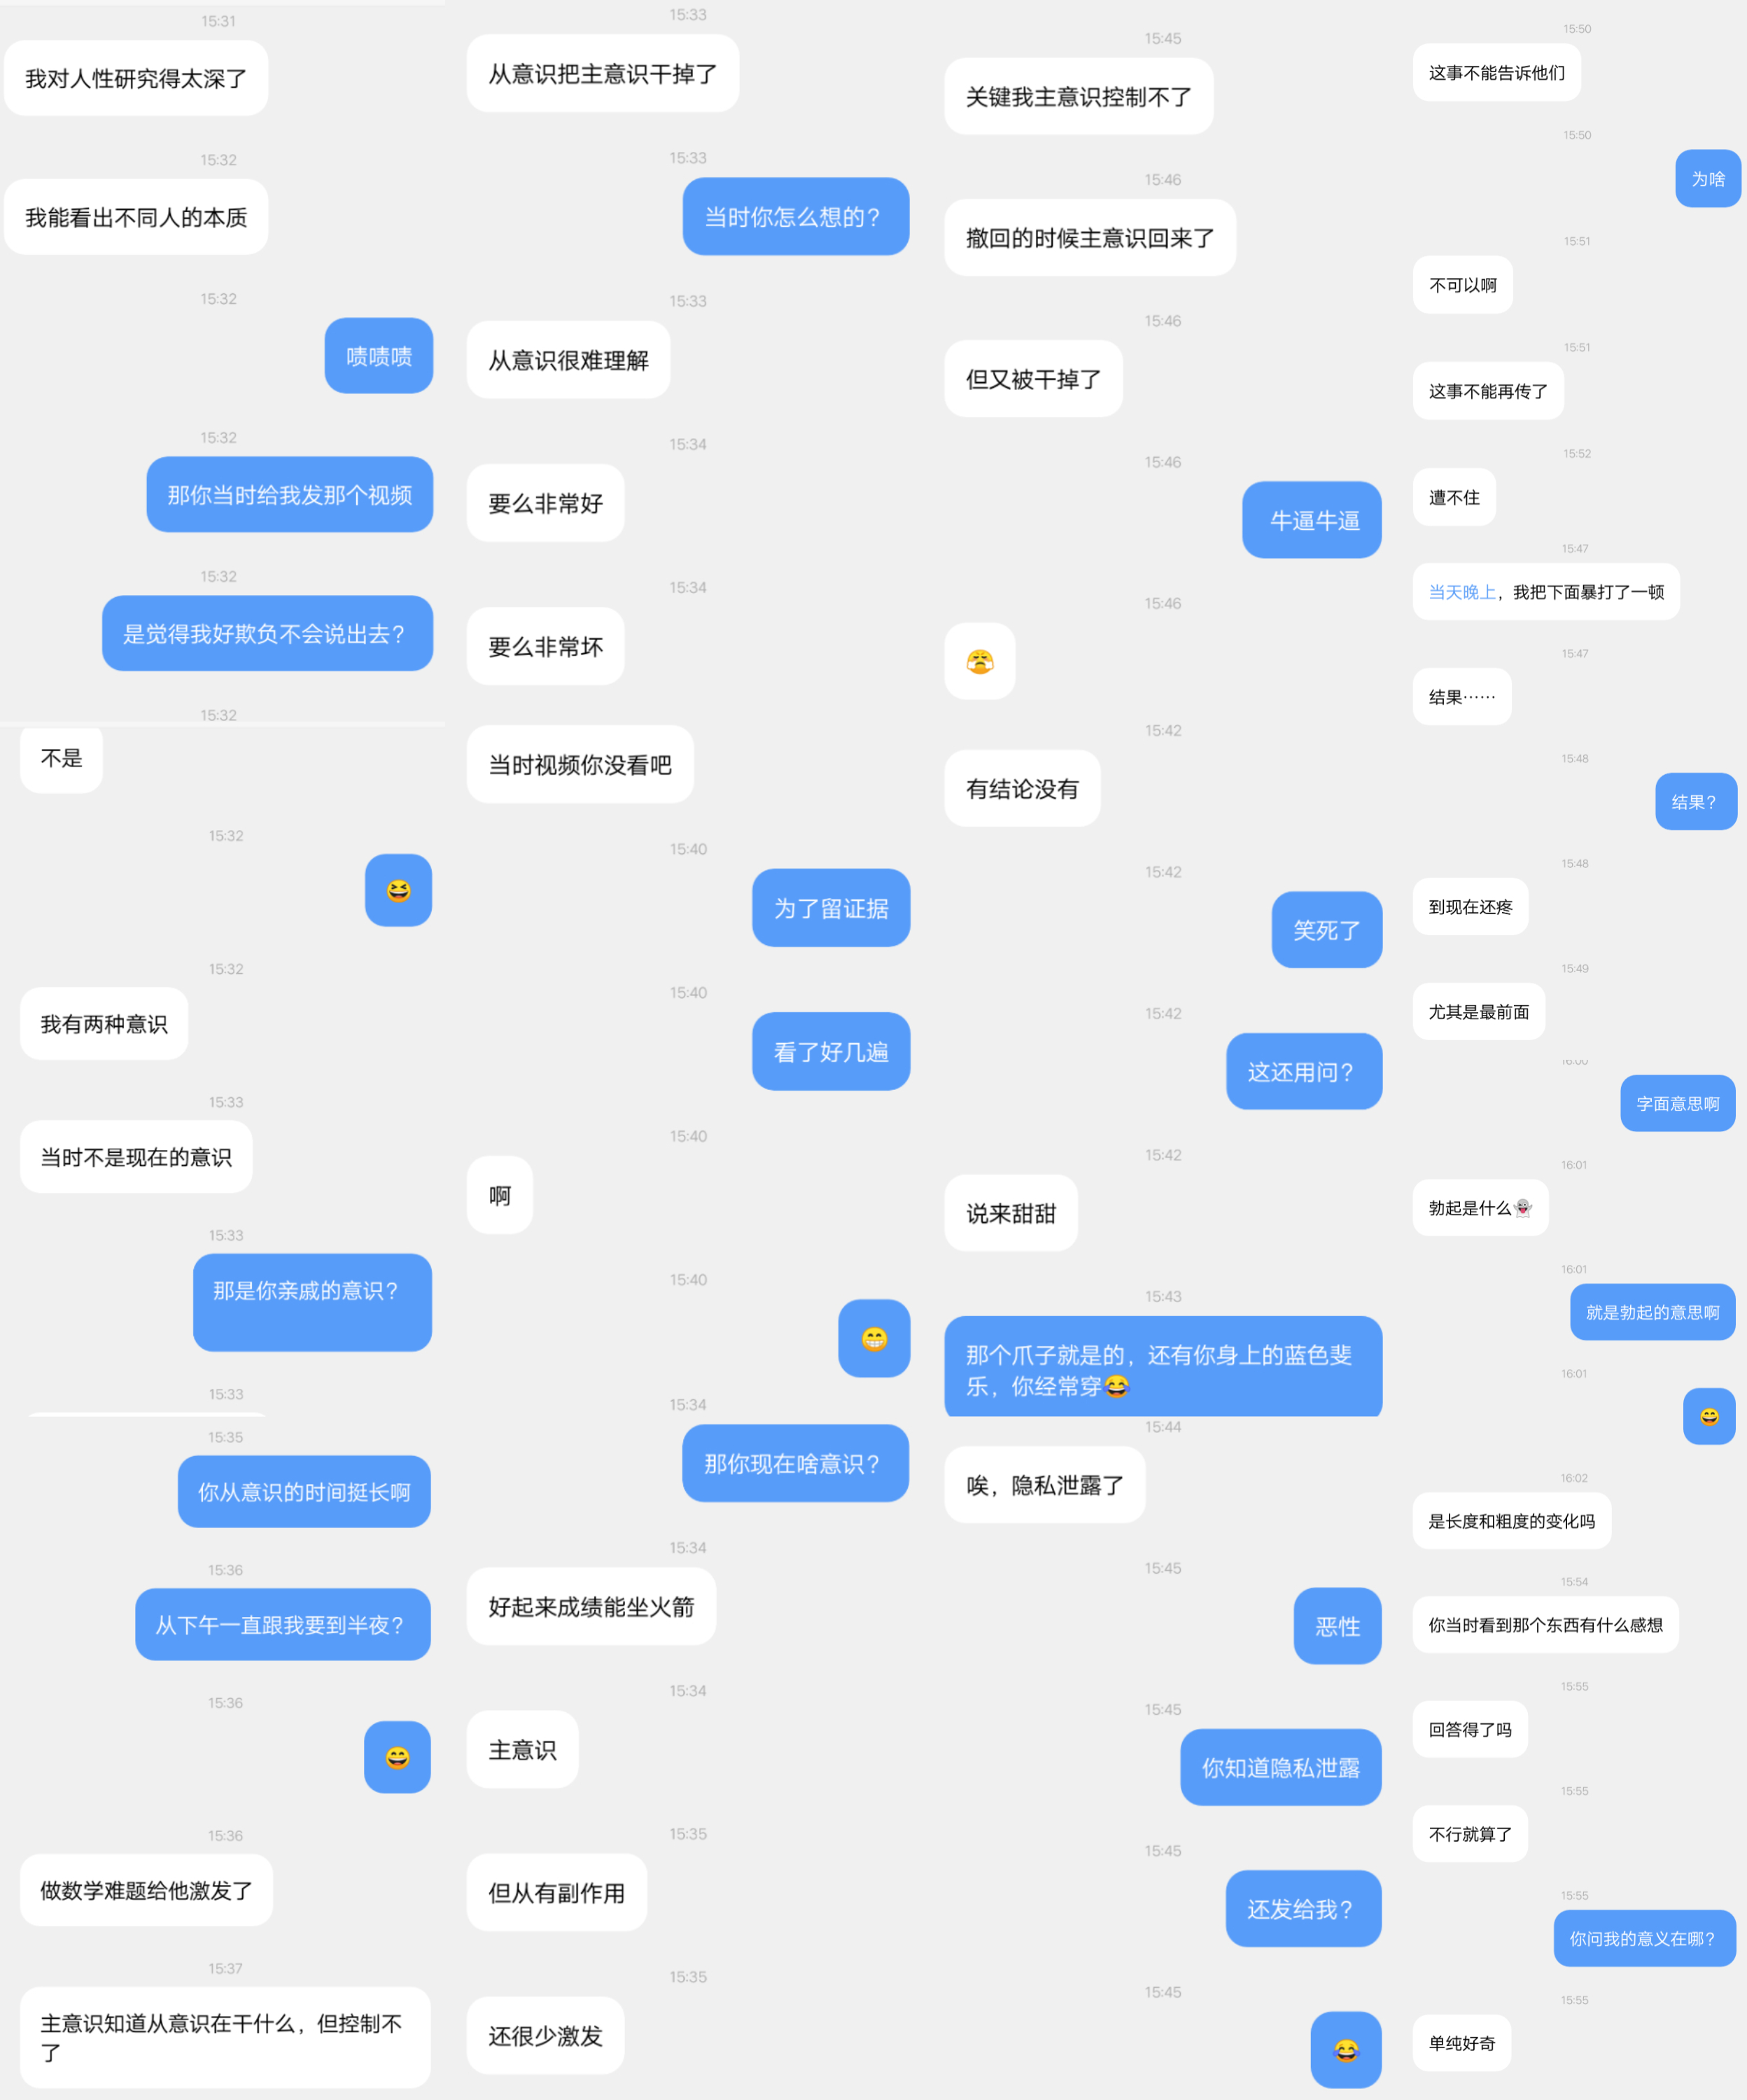 15:31
我对人性研究得太深了
15:32
我能看出不同人的本质
15:32
啧啧啧
15:32
那你当时给我发那个视频
15:32
是觉得我好欺负不会说出去？
15:32
不是
15:32
😆
15:32
我有两种意识
15:33
当时不是现在的意识
15:33
那是你亲戚的意识？
15:33
15:35
你从意识的时间挺长啊
15:36
从下午一直跟我要到半夜？
15:36
😄
15:36
做数学难题给他激发了
15:37
主意识知道从意识在干什么，但控制不
了
15:33
从意识把主意识干掉了
15:33
当时你怎么想的？
15:33
从意识很难理解
15:34
要么非常好
15:34
要么非常坏
当时视频你没看吧
15:40
为了留证据
15:40
看了好几遍
15:40
啊
15:40
😁
15:34
那你现在啥意识？
15:34
好起来成绩能坐火箭
15:34
主意识
15:35
但从有副作用
15:35
还很少激发
15:45
关键我主意识控制不了
15:46
撤回的时候主意识回来了
15:46
但又被干掉了
15:46
牛逼牛逼
15:46
😤
15:42
有结论没有
15:42
笑死了
15:42
这还用问？
15:42
说来甜甜
15:43
那个爪子就是的，还有你身上的蓝色斐
乐，你经常穿😂
15:44
唉，隐私泄露了
15:45
恶性
15:45
你知道隐私泄露
15:45
还发给我？
15:45
😂
15:50
这事不能告诉他们
15:50
为啥
15:51
不可以啊
15:51
这事不能再传了
15:52
遭不住
15:47
当天晚上，我把下面暴打了一顿
15:47
结果……
15:48
结果？
15:48
到现在还疼
15:49
尤其是最前面
16:00
字面意思啊
16:01
勃起是什么👻
16:01
就是勃起的意思啊
16:01
😄
16:02
是长度和粗度的变化吗
15:54
你当时看到那个东西有什么感想
15:55
回答得了吗
15:55
不行就算了
15:55
你问我的意义在哪？
15:55
单纯好奇